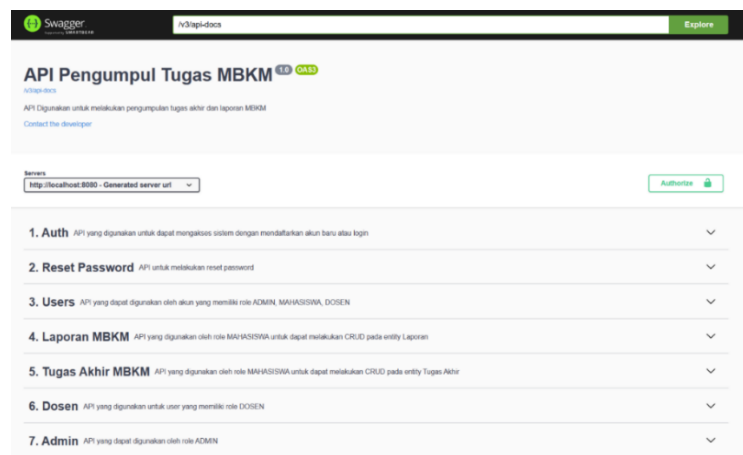 Swagger
Supported by SMARTBEAR
/v3/api-docs
Explore
API Pengumpul Tugas MBKM 1.0 OAS3
/v3/api-docs
API Digunakan untuk melakukan pengumpulan tugas akhir dan laporan MBKM
Contact the developer
Servers
http://localhost:8080 - Generated server url
Authorize
1. Auth API yang digunakan untuk dapat mengakses sistem dengan mendaftarkan akun baru atau login
2. Reset Password API untuk melakukan reset password
3. Users API yang dapat digunakan oleh akun yang memiliki role ADMIN, MAHASISWA, DOSEN
4. Laporan MBKM API yang digunakan oleh role MAHASISWA untuk dapat melakukan CRUD pada entity Laporan
5. Tugas Akhir MBKM API yang digunakan oleh role MAHASISWA untuk dapat melakukan CRUD pada entity Tugas Akhir
6. Dosen API yang digunakan untuk user yang memiliki role DOSEN
7. Admin API yang dapat digunakan oleh role ADMIN